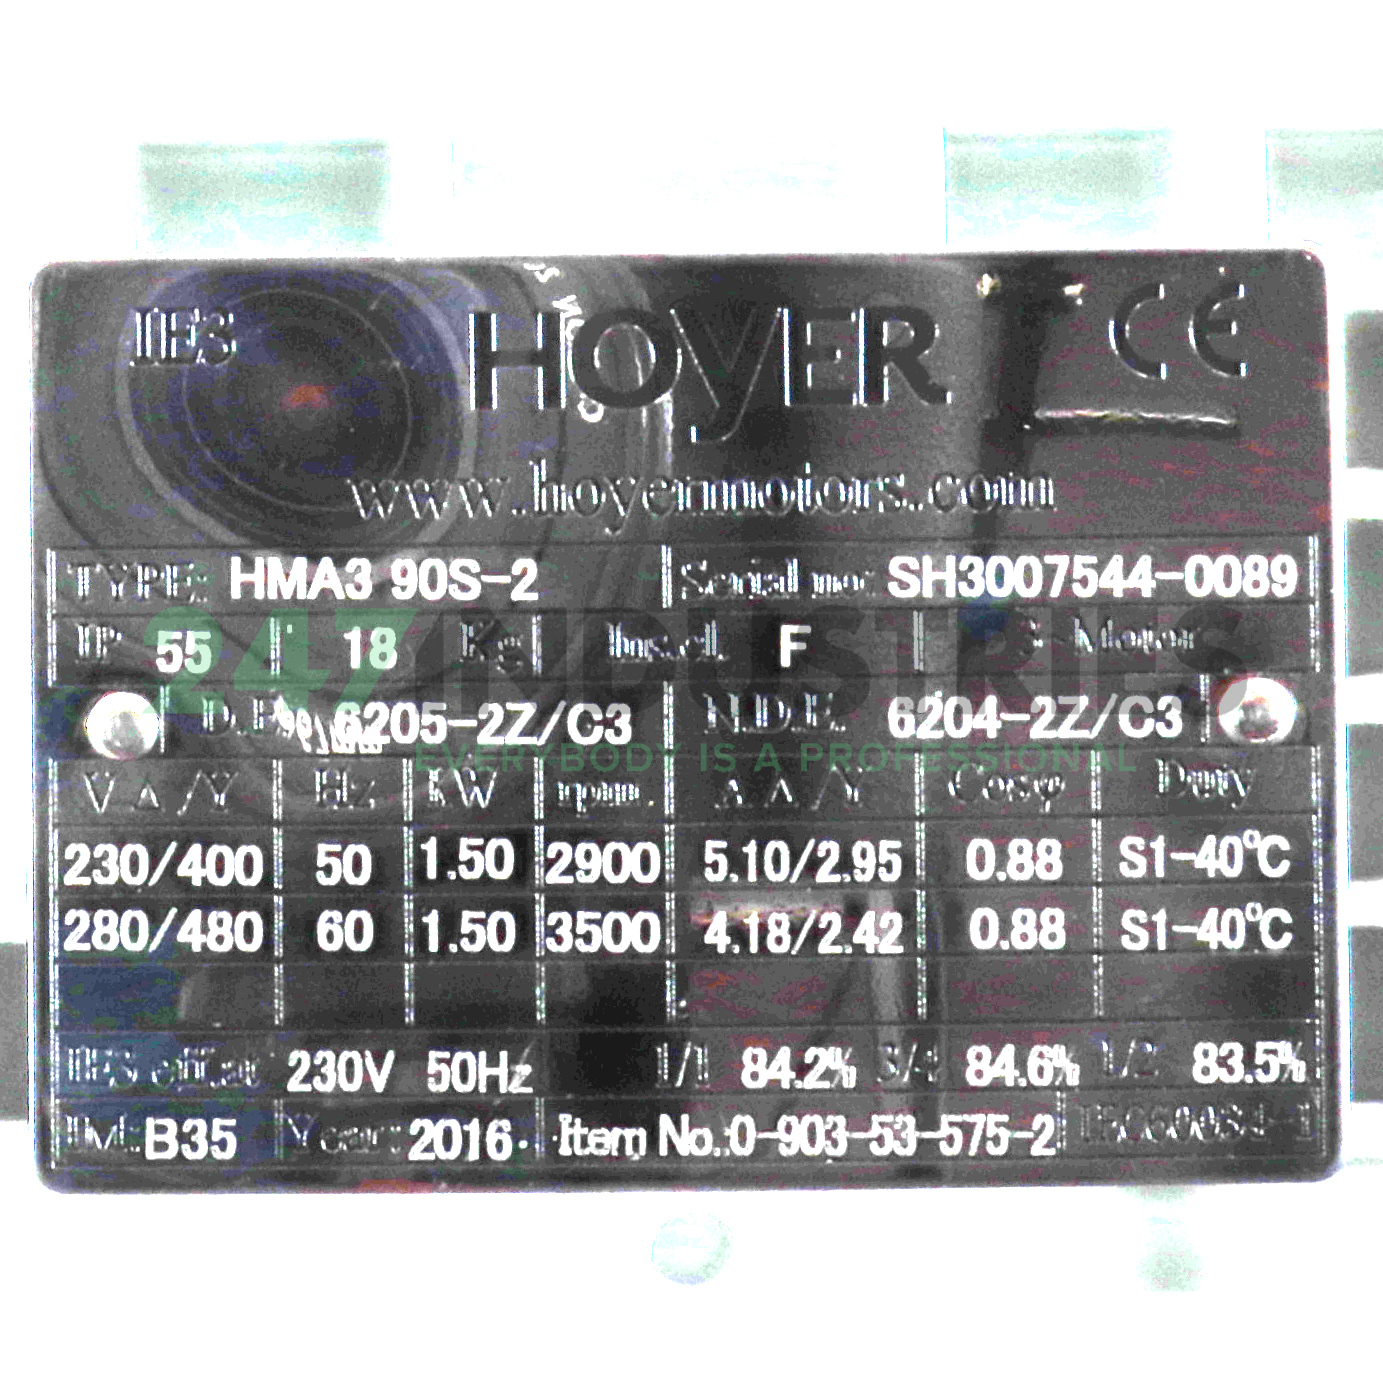 IE3 HOYER CE
www.hoyermotors.com
TYPE: HMA3 90S-2 Serial no: SH3007544-0089
IP 55 18 Kg Ins.cl. F 3~Motor
D.E. 6205-2Z/C3 N.D.E. 6204-2Z/C3
247 INDUSTRIES
EVERYBODY IS A PROFESSIONAL
V △/Y Hz KW rpm. A △/Y Cosφ Duty
230/400 50 1.50 2900 5.10/2.95 0.88 S1-40°C
280/480 60 1.50 3500 4.18/2.42 0.88 S1-40°C
230V 50Hz 1/1 84.2% 3/4 84.6% 1/2 83.5%
IM: B35 Year: 2016. Item No.:0-903-53-575-2 IEC60034-1